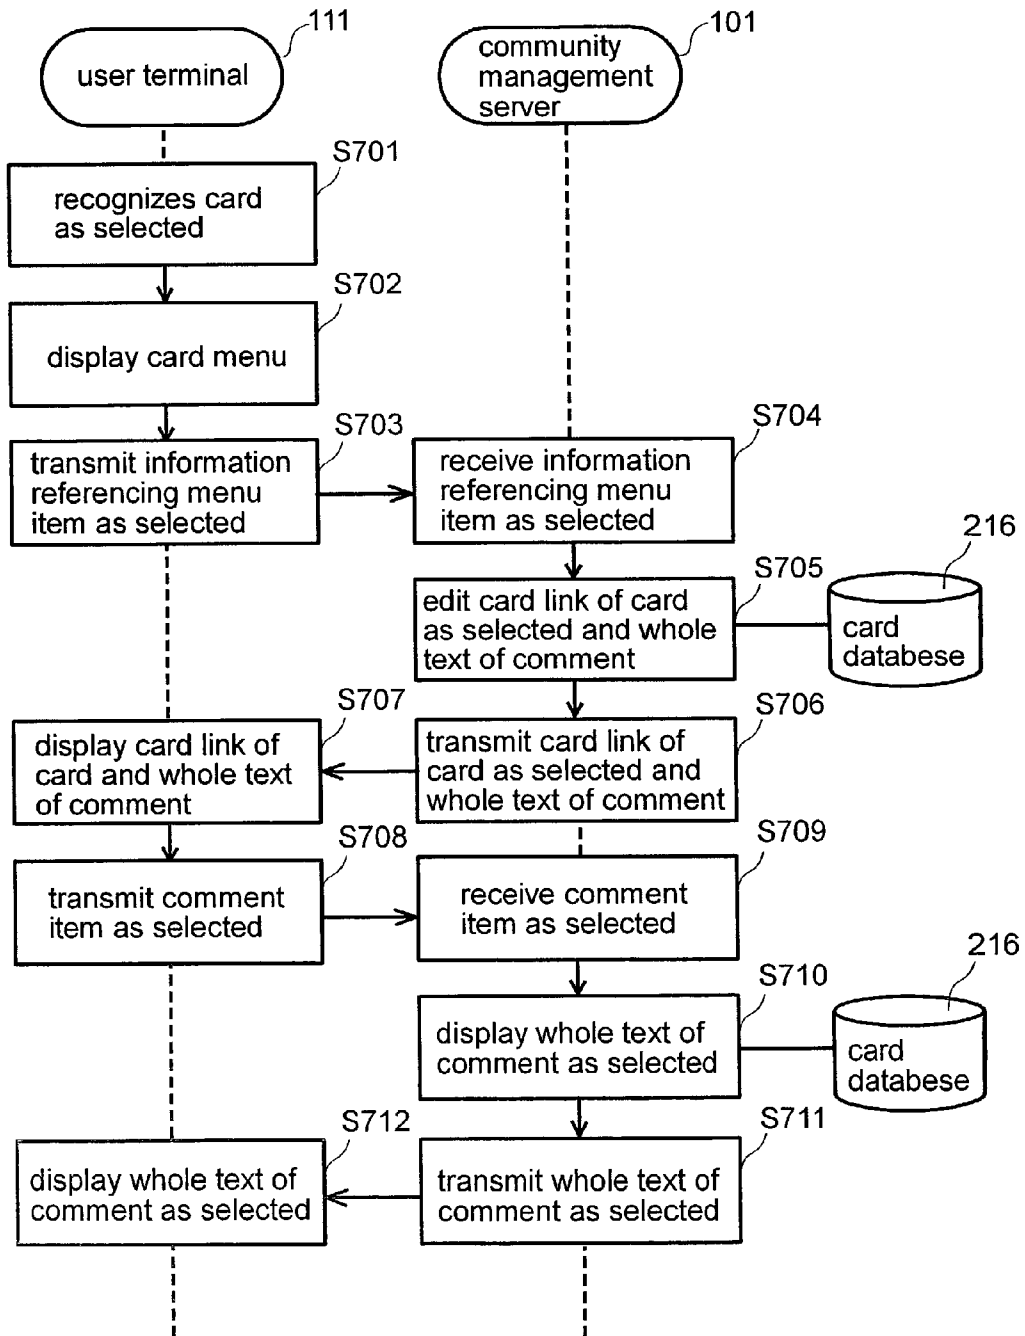 111
user terminal
101
community
management
server
S701
recognizes card
as selected
S702
display card menu
S703
transmit information
referencing menu
item as selected
S704
receive information
referencing menu
item as selected
S705
edit card link of card
as selected and whole
text of comment
216
card
databese
S706
transmit card link of
card as selected and
whole text of comment
S707
display card link of
card and whole text
of comment
S708
transmit comment
item as selected
S709
receive comment
item as selected
S710
display whole text of
comment as selected
216
card
databese
S711
transmit whole text of
comment as selected
S712
display whole text of
comment as selected